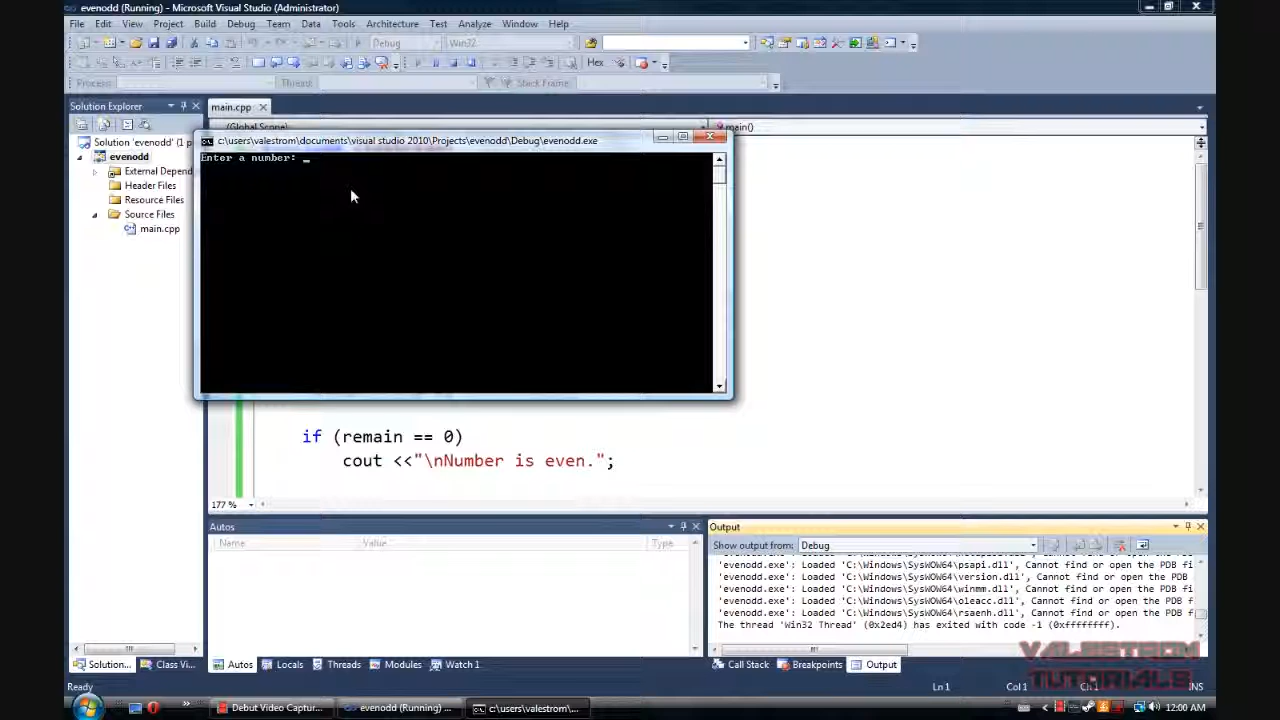 evenodd (Running) - Microsoft Visual Studio (Administrator)
File Edit View Project Build Debug Team Data Tools Architecture Test Analyze Window Help
Debug Win32
Hex
Process: Thread: Stack Frame:
Solution Explorer
main.cpp
(Global Scope) main()
Solution 'evenodd' (1 p
evenodd
External Depend
Header Files
Resource Files
Source Files
main.cpp
c:\users\valestrom\documents\visual studio 2010\Projects\evenodd\Debug\evenodd.exe
Enter a number: _
if (remain == 0)
cout <<"\nNumber is even.";
177 %
Autos
Name Value Type
Output
Show output from: Debug
'evenodd.exe': Loaded 'C:\Windows\SysWOW64\psapi.dll', Cannot find or open the PDB fi
'evenodd.exe': Loaded 'C:\Windows\SysWOW64\version.dll', Cannot find or open the PDB
'evenodd.exe': Loaded 'C:\Windows\SysWOW64\winmm.dll', Cannot find or open the PDB fi
'evenodd.exe': Loaded 'C:\Windows\SysWOW64\oleacc.dll', Cannot find or open the PDB f
'evenodd.exe': Loaded 'C:\Windows\SysWOW64\rsaenh.dll', Cannot find or open the PDB f
The thread 'Win32 Thread' (0x2ed4) has exited with code -1 (0xffffffff).
Solution... Class Vi...
Autos Locals Threads Modules Watch 1
Call Stack Breakpoints Output
VALESTROM
TUTORIALS
Ready Ln 1 Col 1 Ch 1 INS
Debut Video Captur... evenodd (Running) ... c:\users\valestrom\... 12:00 AM